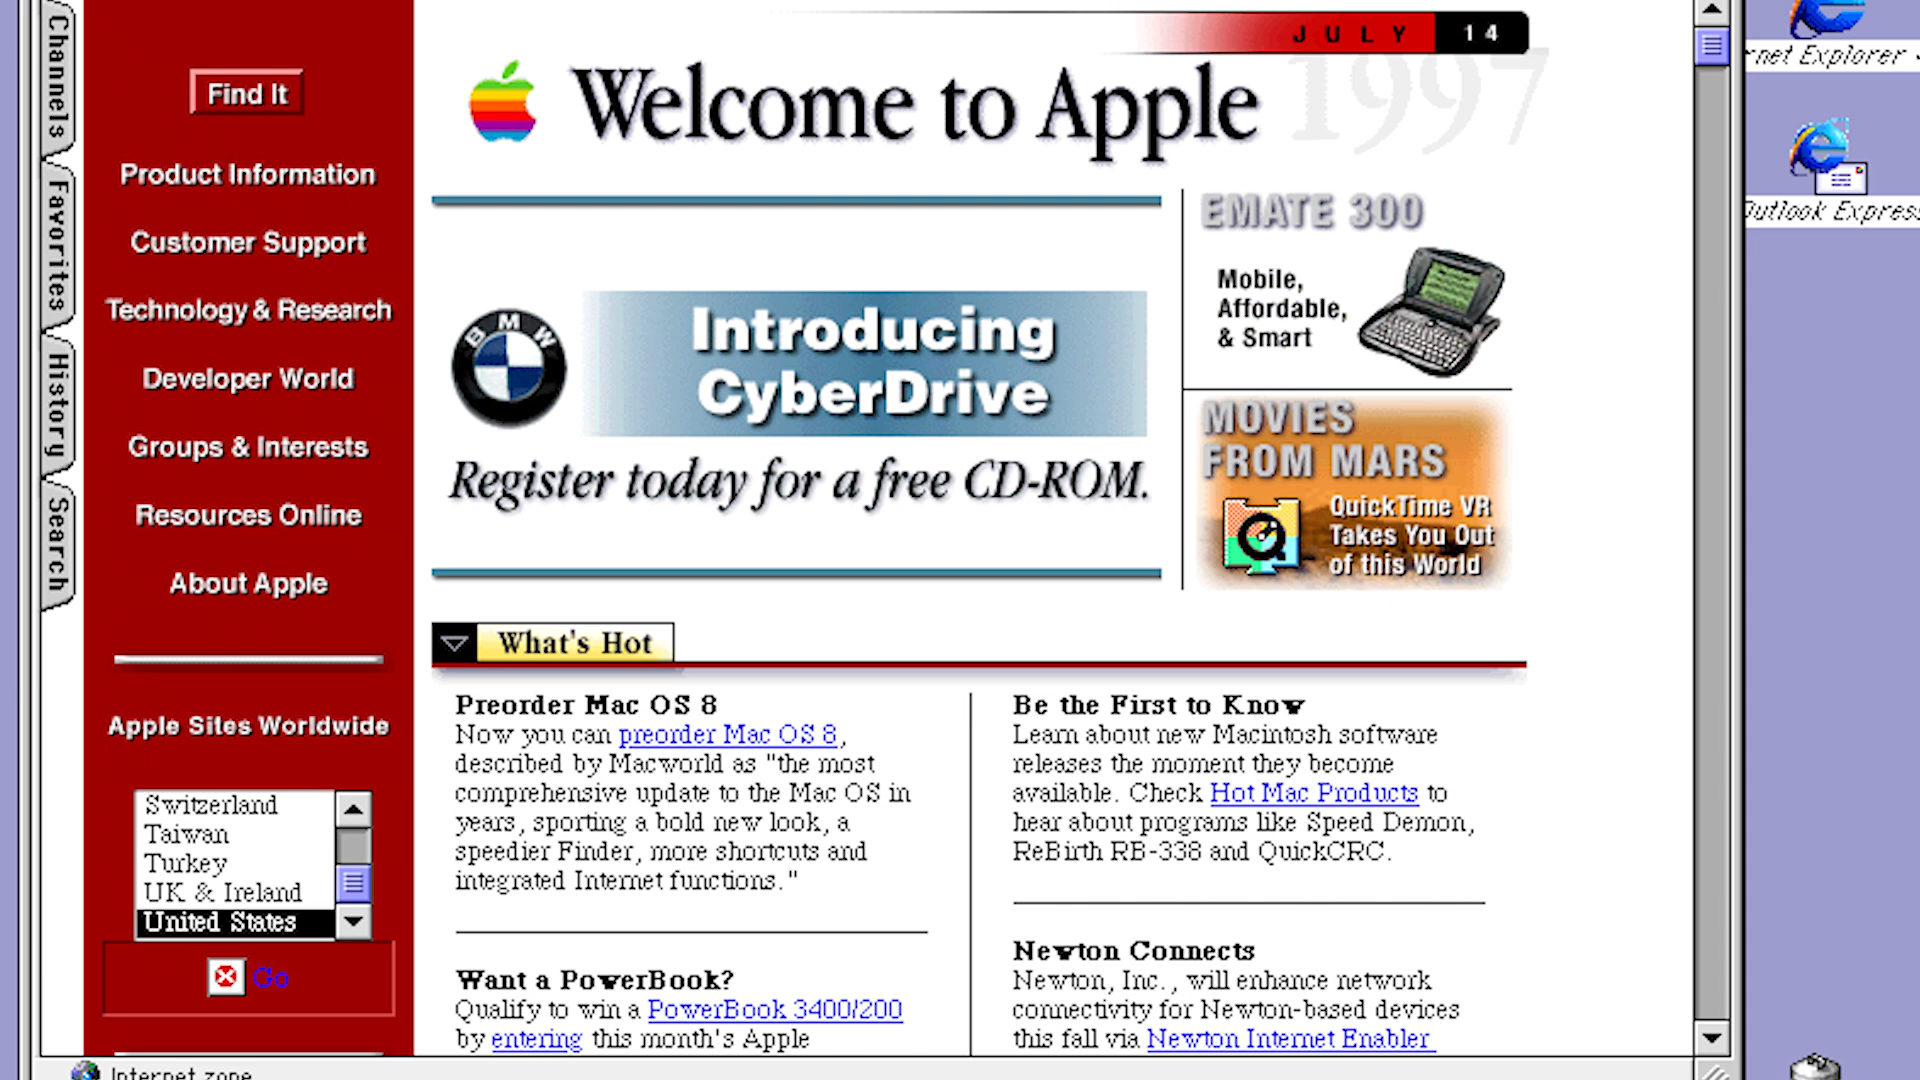 Channels
Favorites
History
Search
Find It
Product Information
Customer Support
Technology & Research
Developer World
Groups & Interests
Resources Online
About Apple
Apple Sites Worldwide
Switzerland
Taiwan
Turkey
UK & Ireland
United States
Go
JULY 14
1997
Welcome to Apple
BMW
Introducing
CyberDrive
Register today for a free CD-ROM.
EMATE 300
Mobile,
Affordable,
& Smart
MOVIES
FROM MARS
QuickTime VR
Takes You Out
of this World
What's Hot
Preorder Mac OS 8
Now you can preorder Mac OS 8,
described by Macworld as "the most
comprehensive update to the Mac OS in
years, sporting a bold new look, a
speedier Finder, more shortcuts and
integrated Internet functions."
Want a PowerBook?
Qualify to win a PowerBook 3400/200
by entering this month's Apple
Be the First to Know
Learn about new Macintosh software
releases the moment they become
available. Check Hot Mac Products to
hear about programs like Speed Demon,
ReBirth RB-338 and QuickCRC.
Newton Connects
Newton, Inc., will enhance network
connectivity for Newton-based devices
this fall via Newton Internet Enabler
Internet zone
rnet Explorer
Outlook Express